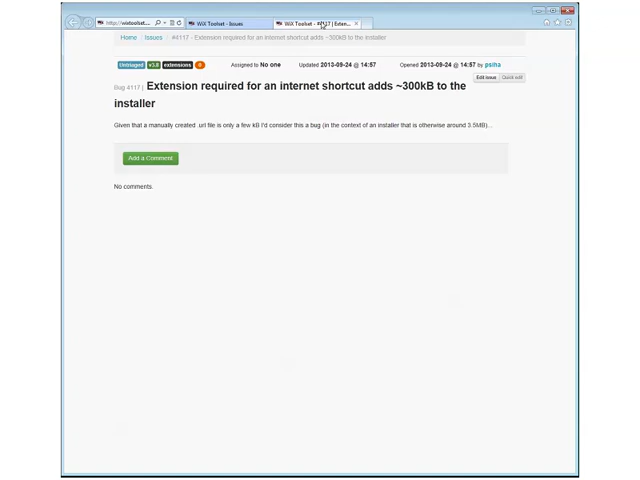 http://wixtoolset....
WiX Toolset - Issues
WiX Toolset - #4117 | Exten...
Home Issues #4117 - Extension required for an internet shortcut adds ~300kB to the installer
Untriaged v3.8 extensions 0 Assigned to No one Updated 2013-09-24 @ 14:57 Opened 2013-09-24 @ 14:57 by psiha
Edit issue Quick edit
Bug 4117 | Extension required for an internet shortcut adds ~300kB to the
installer
Given that a manually created .url file is only a few kB I'd consider this a bug (in the context of an installer that is otherwise around 3.5MB)...
Add a Comment
No comments.